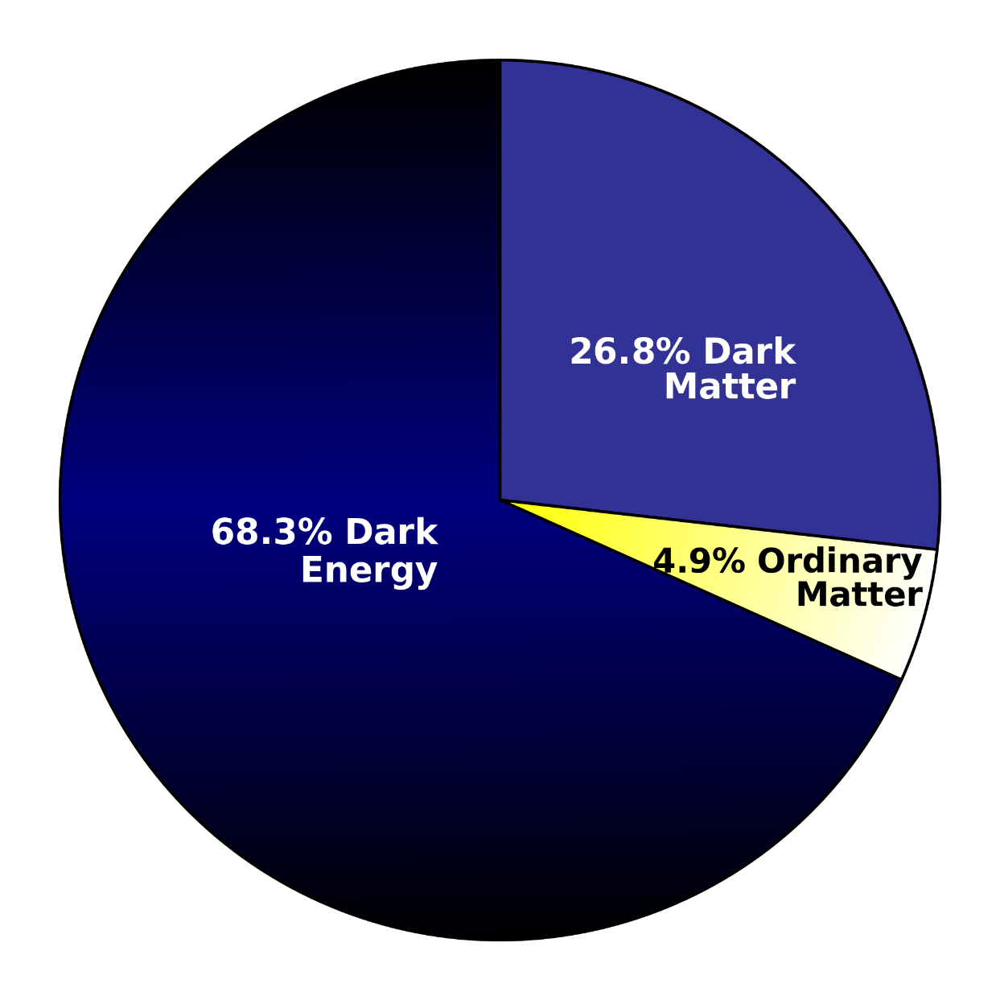 26.8% Dark
Matter
68.3% Dark
Energy
4.9% Ordinary
Matter